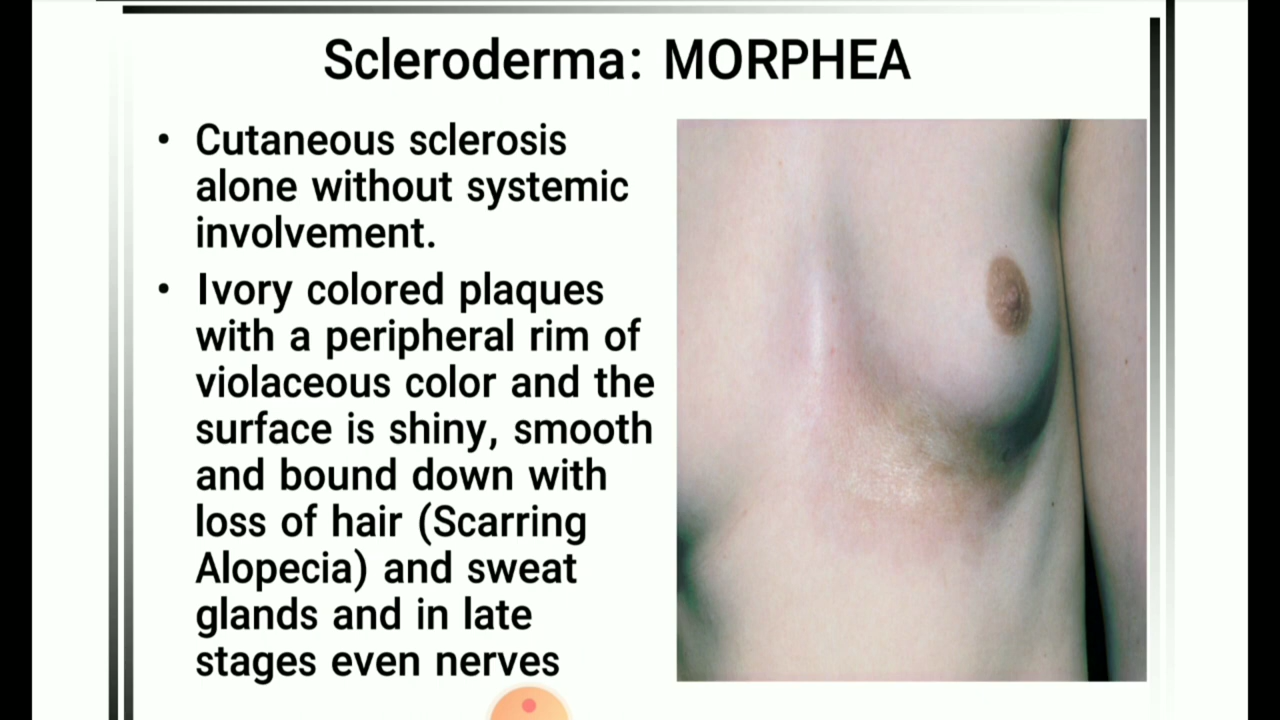 Scleroderma: MORPHEA
• Cutaneous sclerosis
alone without systemic
involvement.
• Ivory colored plaques
with a peripheral rim of
violaceous color and the
surface is shiny, smooth
and bound down with
loss of hair (Scarring
Alopecia) and sweat
glands and in late
stages even nerves